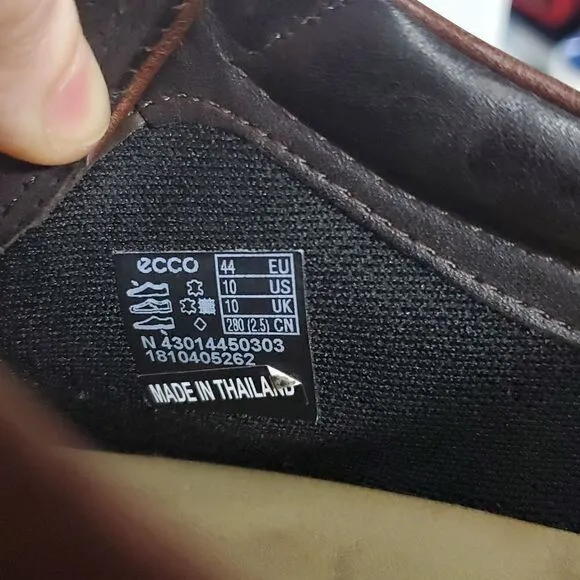 ecco
44 EU
10 US
10 UK
280 (2.5) CN
N 43014450303
1810405262
MADE IN THAILAND